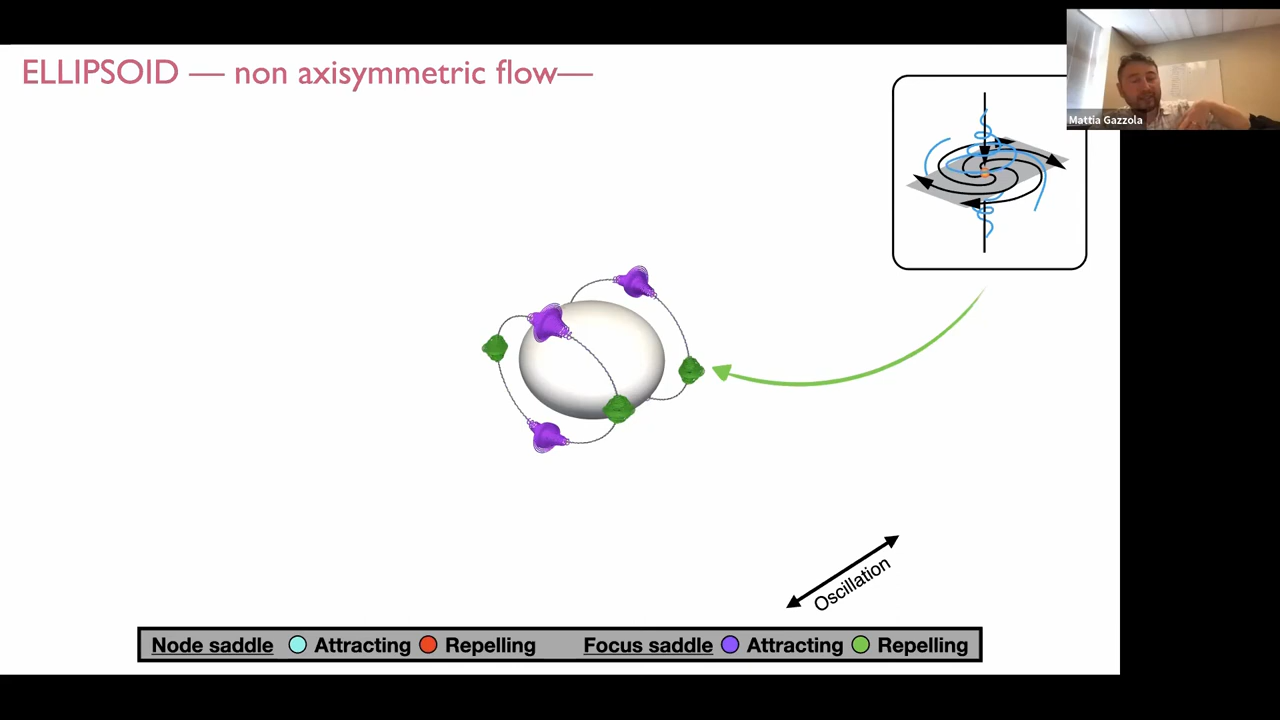 ELLIPSOID — non axisymmetric flow—
Mattia Gazzola
Oscillation
Node saddle Attracting Repelling Focus saddle Attracting Repelling